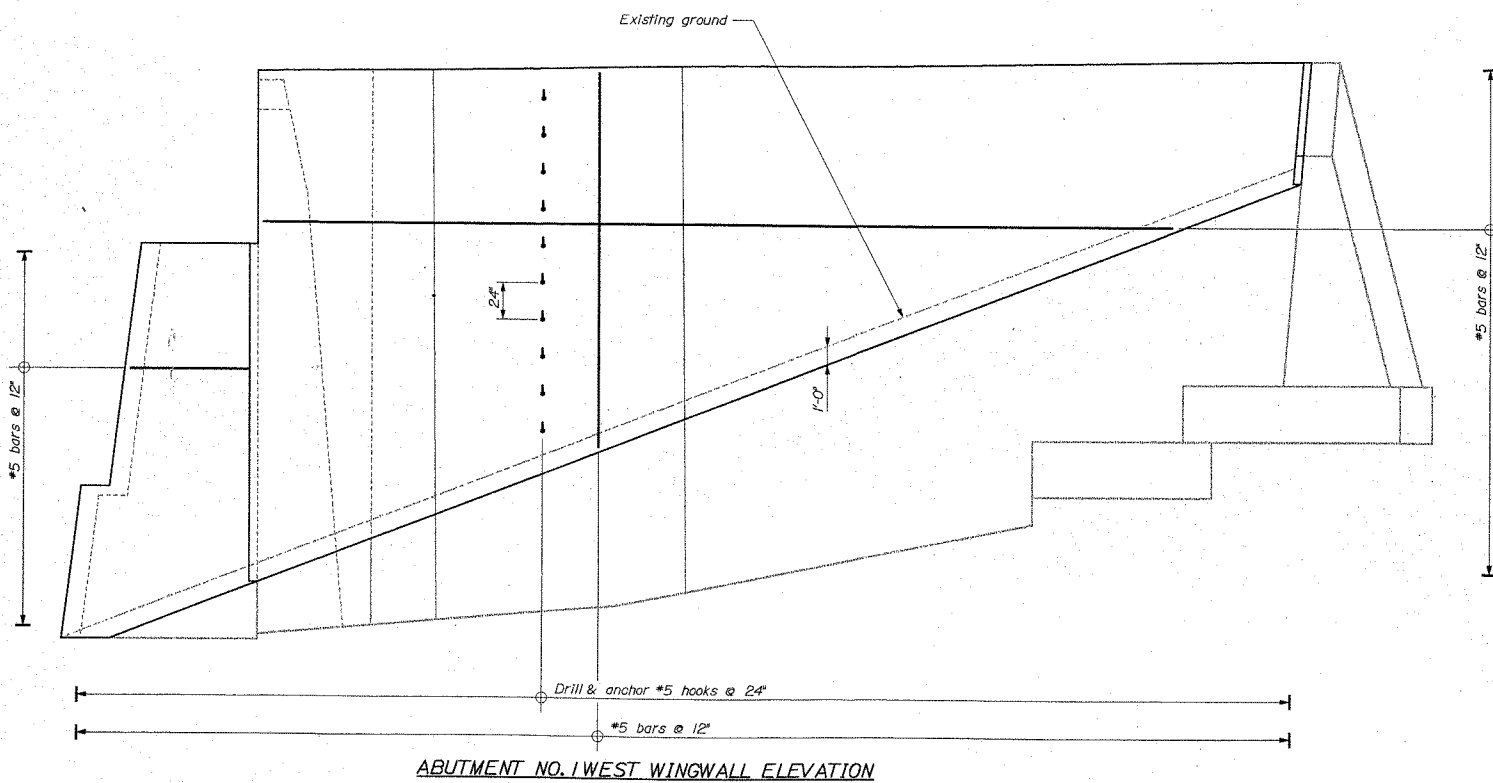 Existing ground
24"
1'-0"
#5 bars @ 12"
#5 bars @ 12"
Drill & anchor #5 hooks @ 24"
#5 bars @ 12"
ABUTMENT NO. 1 WEST WINGWALL ELEVATION